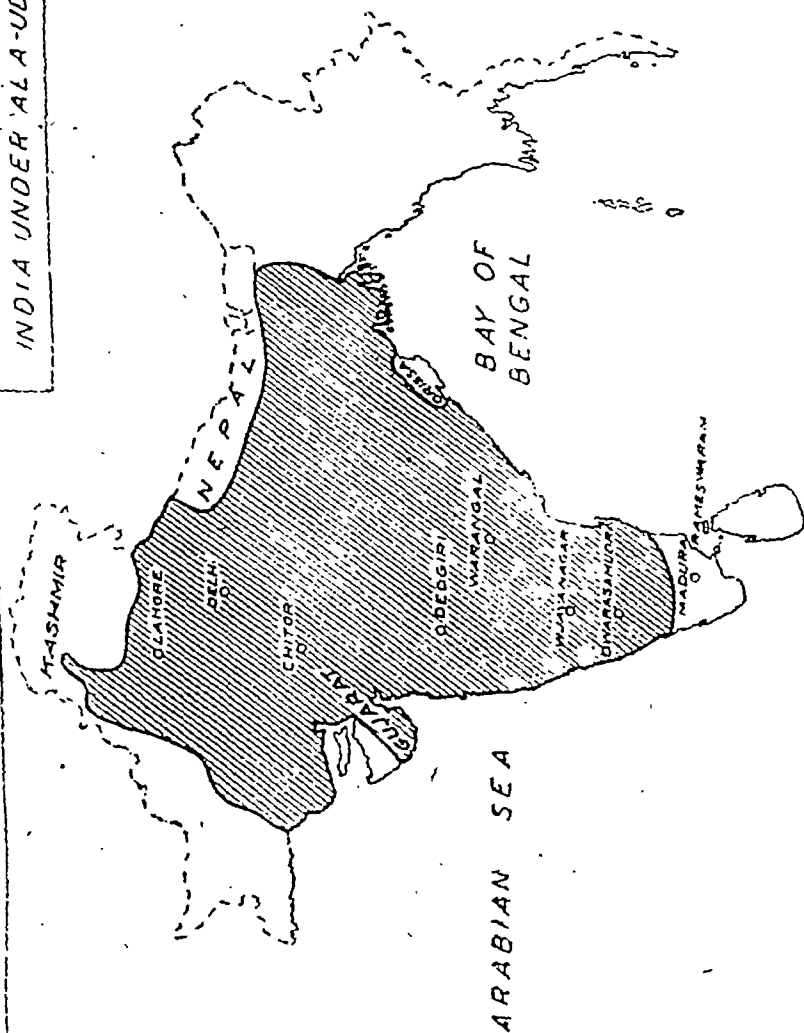 INDIA UNDER 'ALA-UD
KASHMIR
LAHORE
DELHI
NEPAL
CHITOR
GUJARAT
DEOGIRI
WARANGAL
ORISSA
BAY OF
BENGAL
ARABIAN SEA
DWARASAMUDRA
MADURA
RAMESWARAM